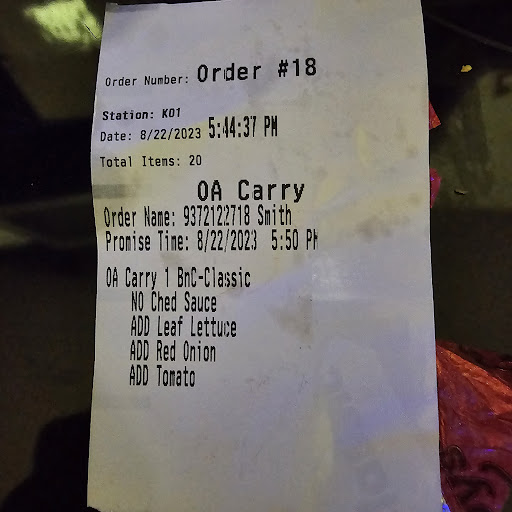 Order Number: Order #18
Station: K01
Date: 8/22/2023 5:44:37 PM
Total Items: 20
OA Carry
Order Name: 9372122718 Smith
Promise Time: 8/22/2023 5:50 PM
OA Carry 1 BnC-Classic
NO Ched Sauce
ADD Leaf Lettuce
ADD Red Onion
ADD Tomato